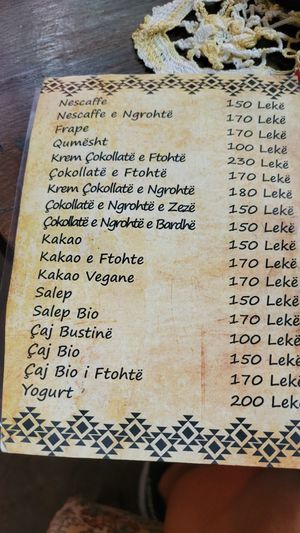 Nescaffe 150 Lekë
Nescaffe e Ngrohtë 170 Lekë
Frape 170 Lekë
Qumësht 100 Lekë
Krem Çokollatë e Ftohtë 230 Lekë
Çokollatë e Ftohtë 170 Lekë
Krem Çokollatë e Ngrohtë 180 Lekë
Çokollatë e Ngrohtë e Zezë 150 Lekë
Çokollatë e Ngrohtë e Bardhë 150 Lekë
Kakao 150 Lekë
Kakao e Ftohte 170 Lekë
Kakao Vegane 170 Lekë
Salep 150 Lekë
Salep Bio 170 Lekë
Çaj Bustinë 100 Lekë
Çaj Bio 150 Lekë
Çaj Bio i Ftohtë 170 Lekë
Yogurt 200 Lekë